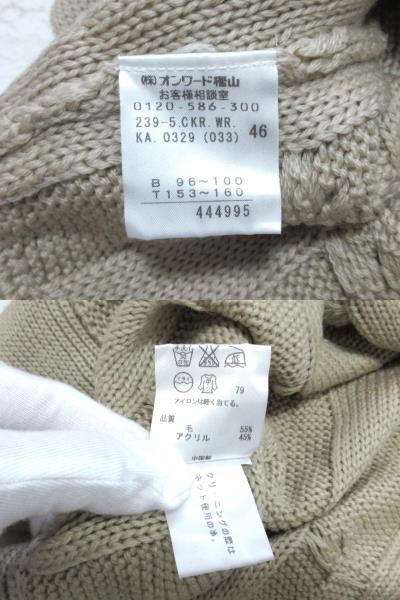 (株)オンワード樫山
お客様相談室
0120-586-300
239-5.CKR.WR.
KA.0329 (033) 46
B 96～100
T153～160
444995
79
アイロンは軽く当てる。
品質
毛 55%
アクリル 45%
中国製
クリーニングの際は
ネット使用の事。